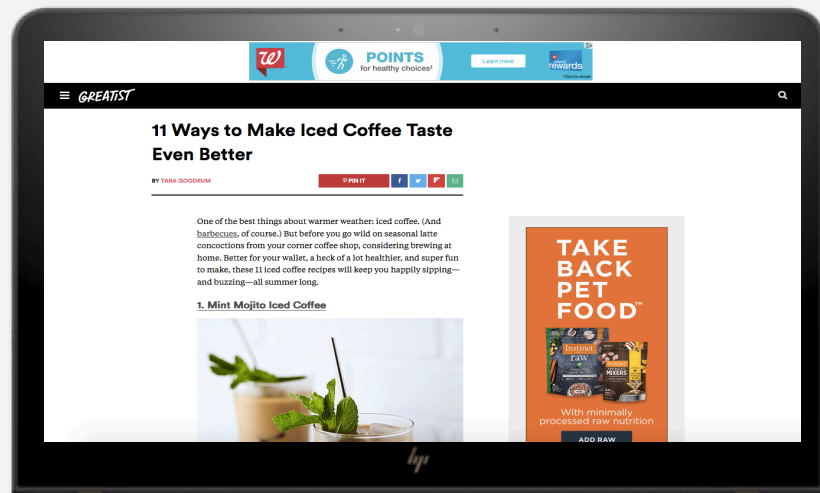 W
POINTS
for healthy choices¹
Learn more
rewards
GREATIST
11 Ways to Make Iced Coffee Taste
Even Better
BY TARA GOODRUM
PIN IT
One of the best things about warmer weather: iced coffee. (And
barbecues, of course.) But before you go wild on seasonal latte
concoctions from your corner coffee shop, considering brewing at
home. Better for your wallet, a heck of a lot healthier, and super fun
to make, these 11 iced coffee recipes will keep you happily sipping—
and buzzing—all summer long.
1. Mint Mojito Iced Coffee
TAKE
BACK
PET
FOOD™
Instinct
raw
MIXERS
With minimally
processed raw nutrition
ADD RAW
hp